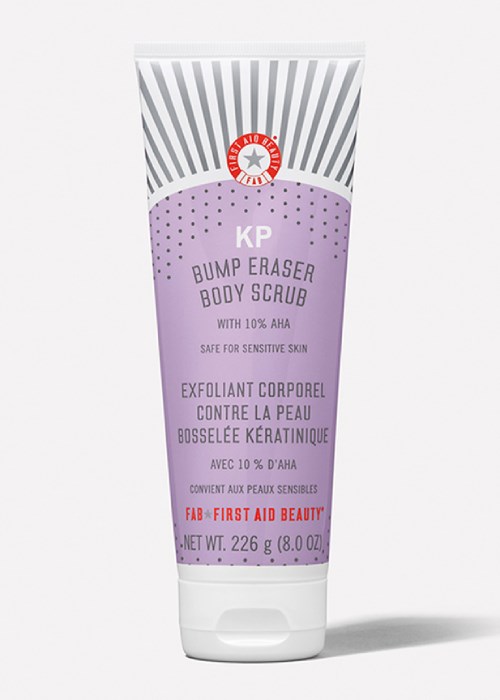 FIRST AID BEAUTY
FAB
KP
BUMP ERASER
BODY SCRUB
WITH 10% AHA
SAFE FOR SENSITIVE SKIN
EXFOLIANT CORPOREL
CONTRE LA PEAU
BOSSELÉE KÉRATINIQUE
AVEC 10 % D'AHA
CONVIENT AUX PEAUX SENSIBLES
FAB★FIRST AID BEAUTY®
NET WT. 226 g (8.0 OZ)